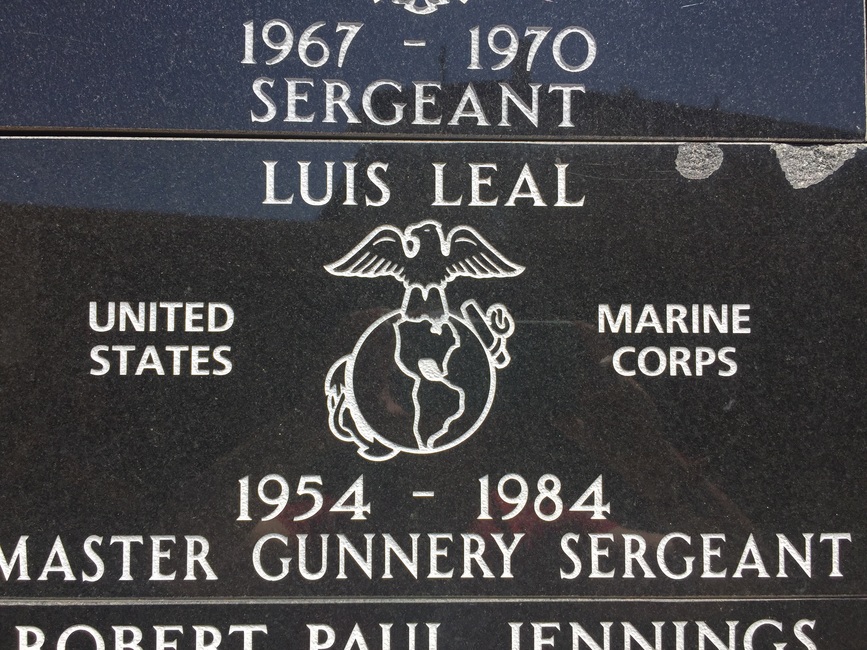 1967 - 1970
SERGEANT
LUIS LEAL
UNITED
STATES
MARINE
CORPS
1954 - 1984
MASTER GUNNERY SERGEANT
ROBERT PAUL JENNINGS